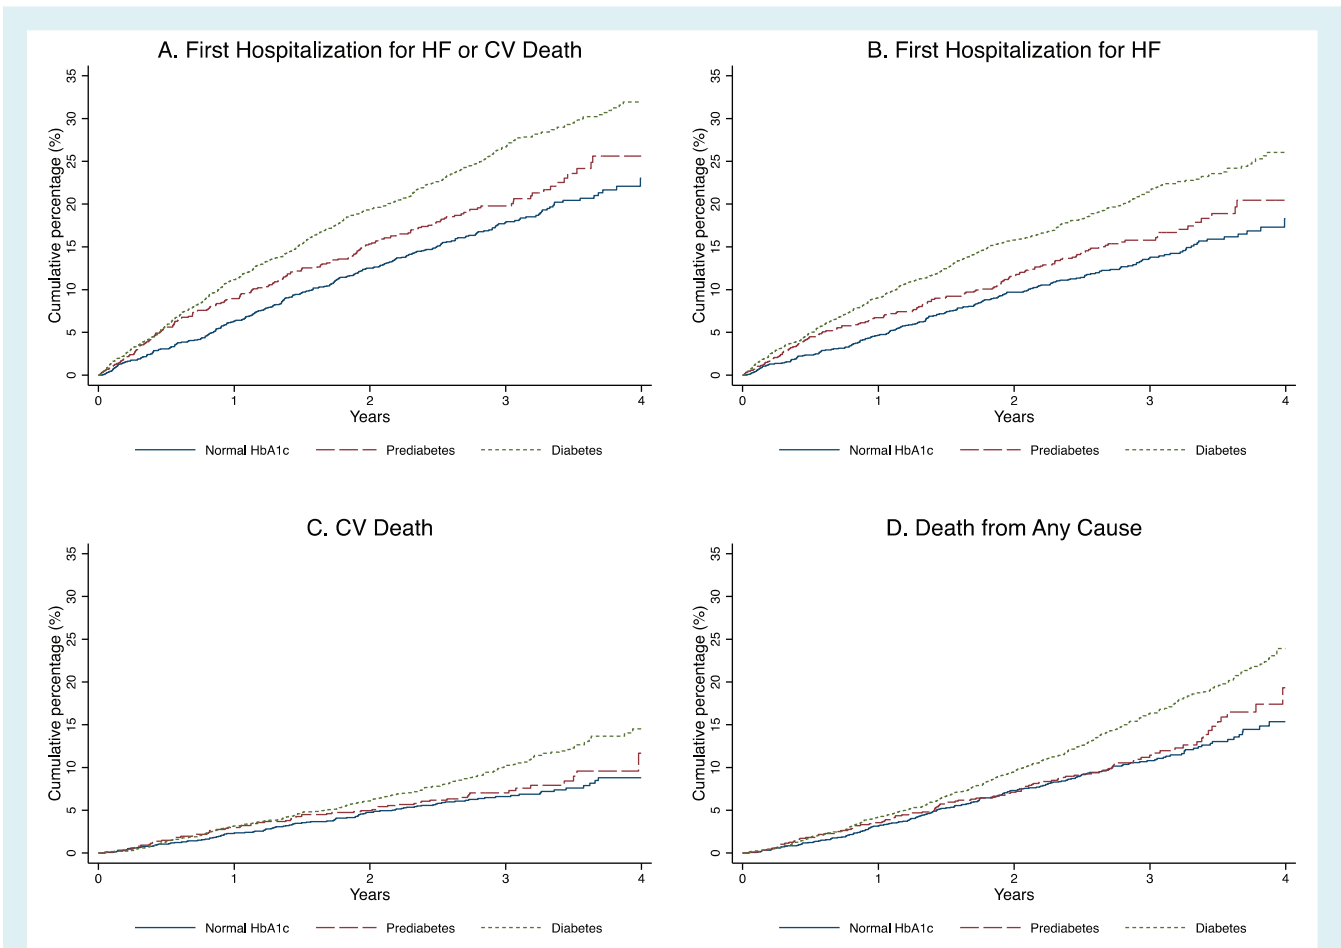 A. First Hospitalization for HF or CV Death
Cumulative percentage (%)
35
30
25
20
15
10
5
0
0 1 2 3 4
Years
Normal HbA1c Prediabetes Diabetes
B. First Hospitalization for HF
Cumulative percentage (%)
35
30
25
20
15
10
5
0
0 1 2 3 4
Years
Normal HbA1c Prediabetes Diabetes
C. CV Death
Cumulative percentage (%)
35
30
25
20
15
10
5
0
0 1 2 3 4
Years
Normal HbA1c Prediabetes Diabetes
D. Death from Any Cause
Cumulative percentage (%)
35
30
25
20
15
10
5
0
0 1 2 3 4
Years
Normal HbA1c Prediabetes Diabetes